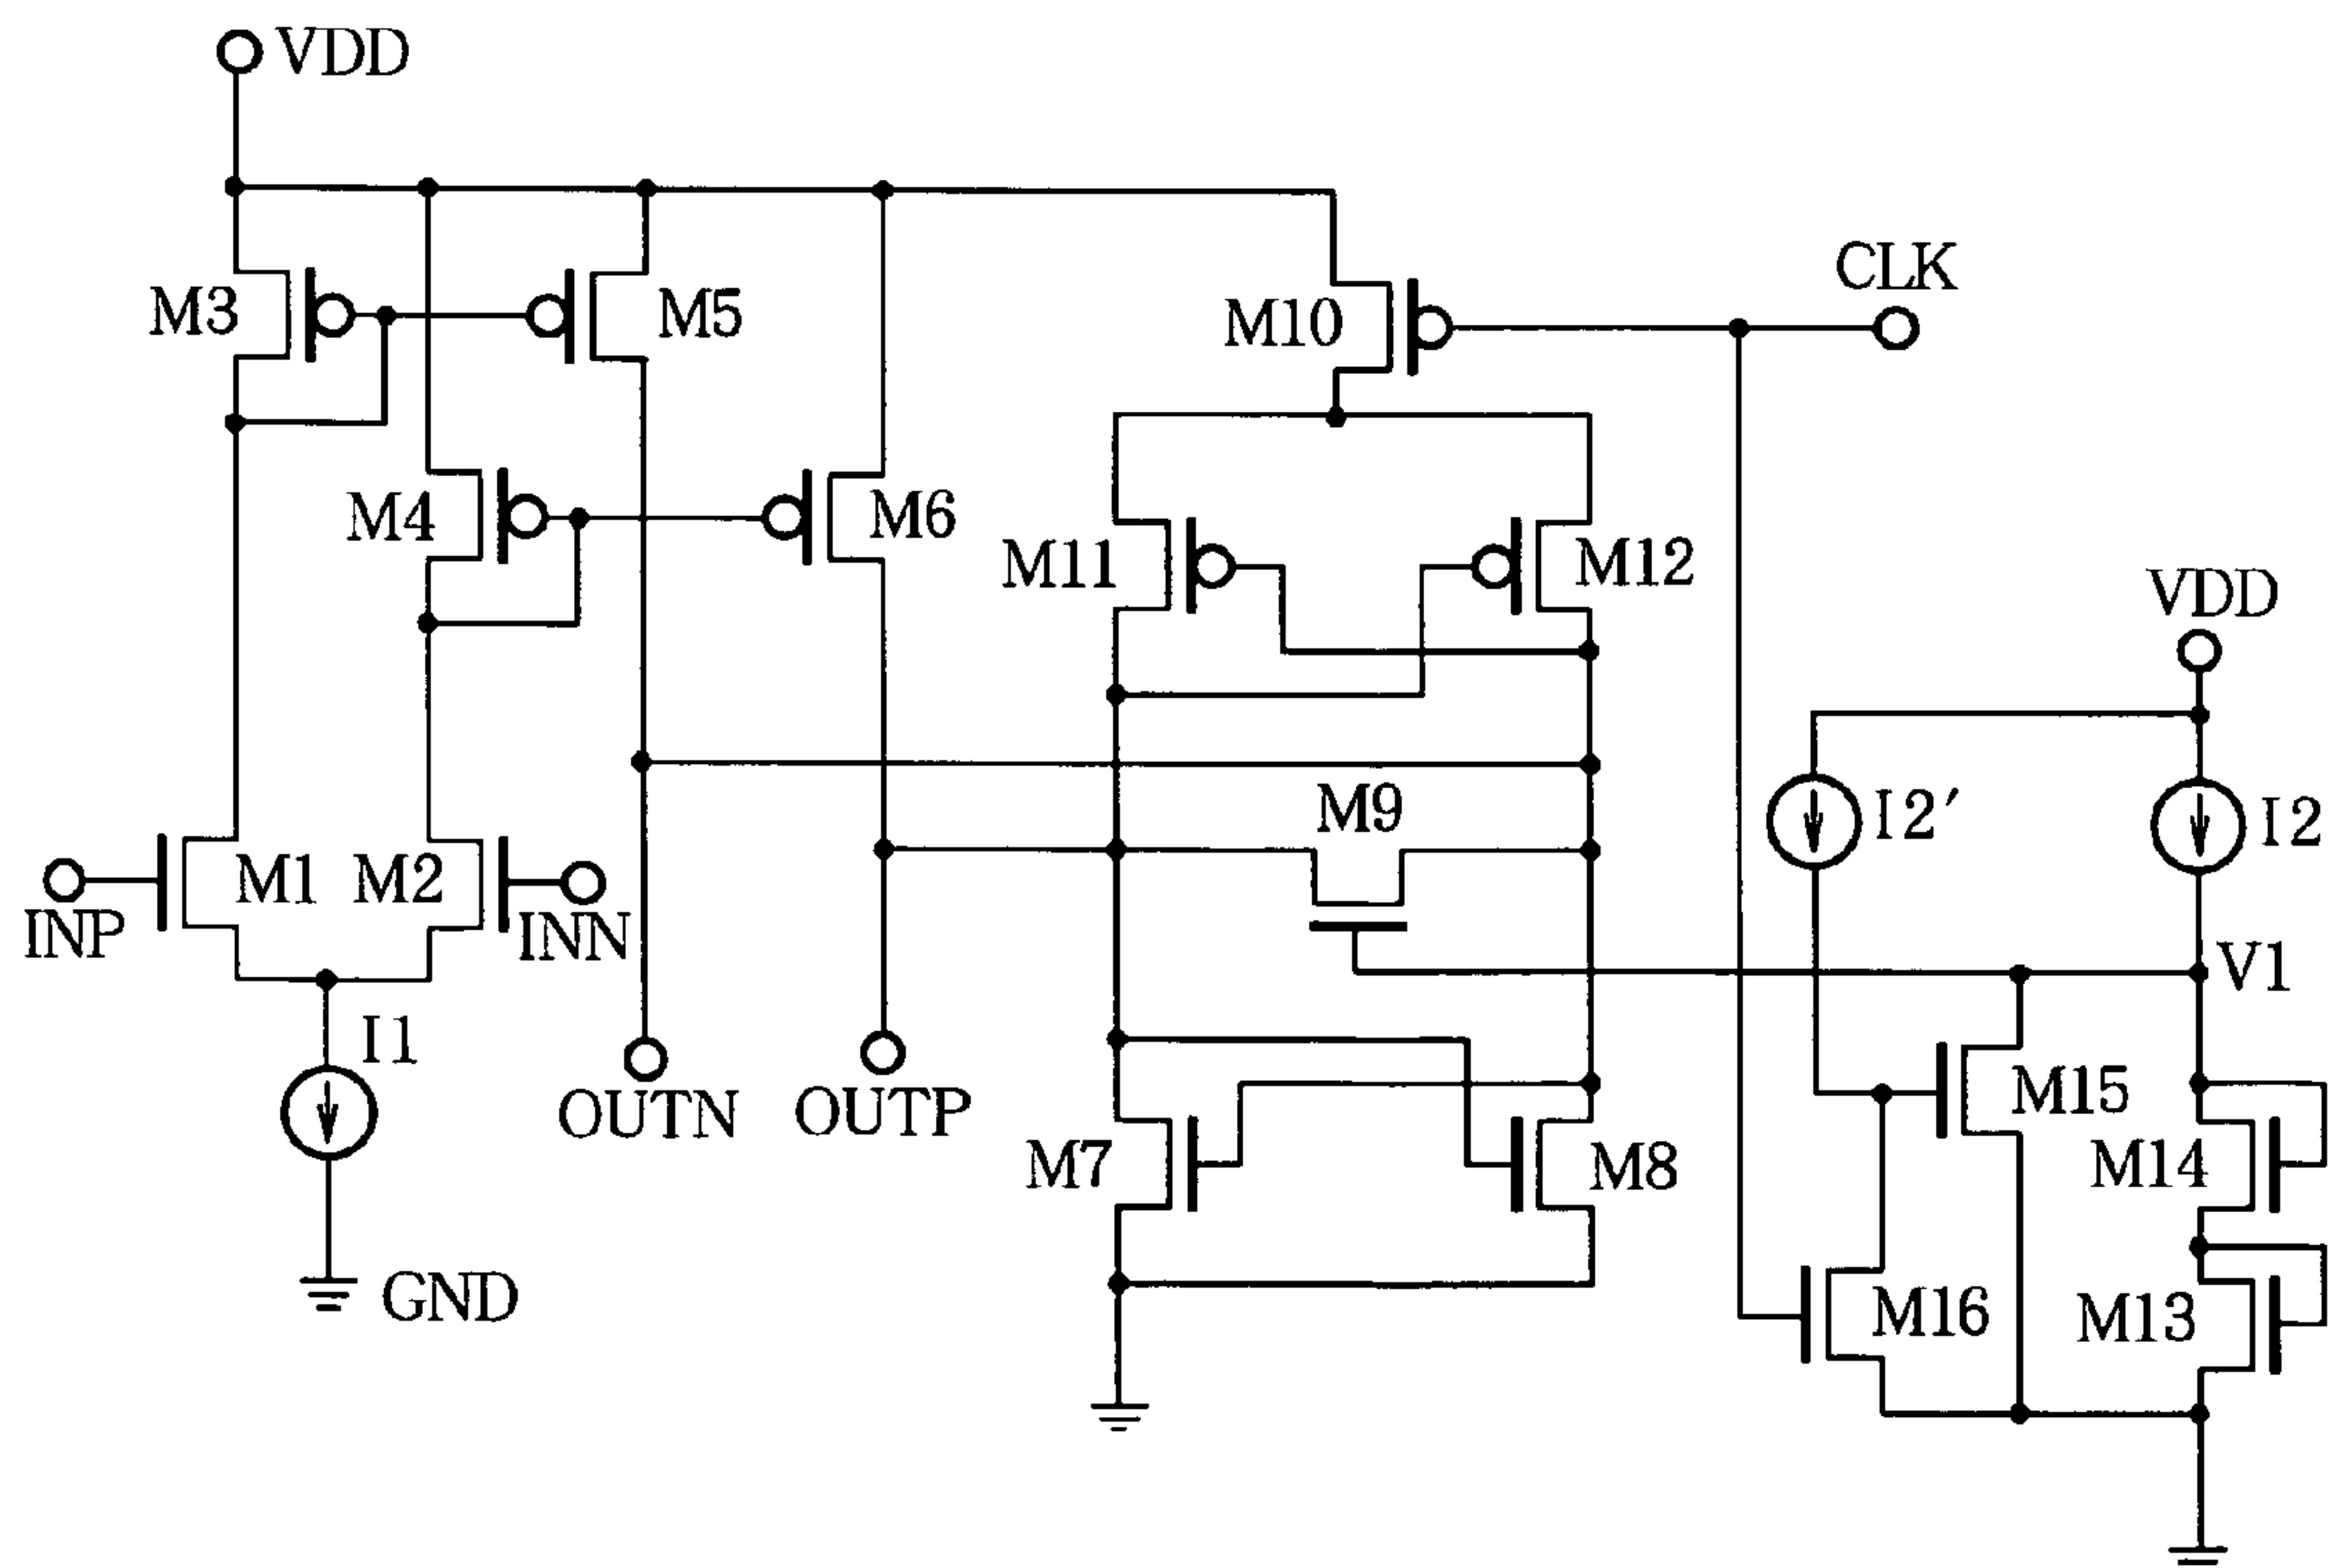 VDD
CLK
M3
M5
M10
M4
M6
M11
M12
VDD
M9
I2′
I2
INP
M1
M2
INN
V1
I1
OUTN
OUTP
M7
M8
M15
M14
GND
M16
M13